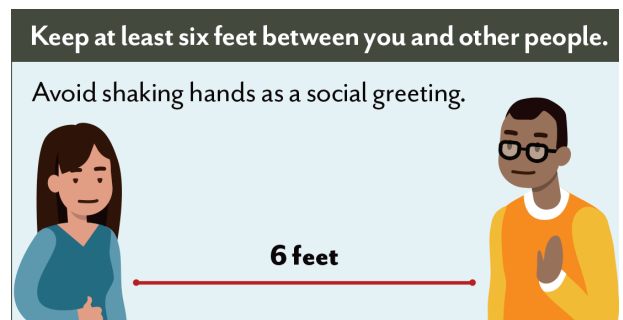 Keep at least six feet between you and other people.
Avoid shaking hands as a social greeting.
6 feet